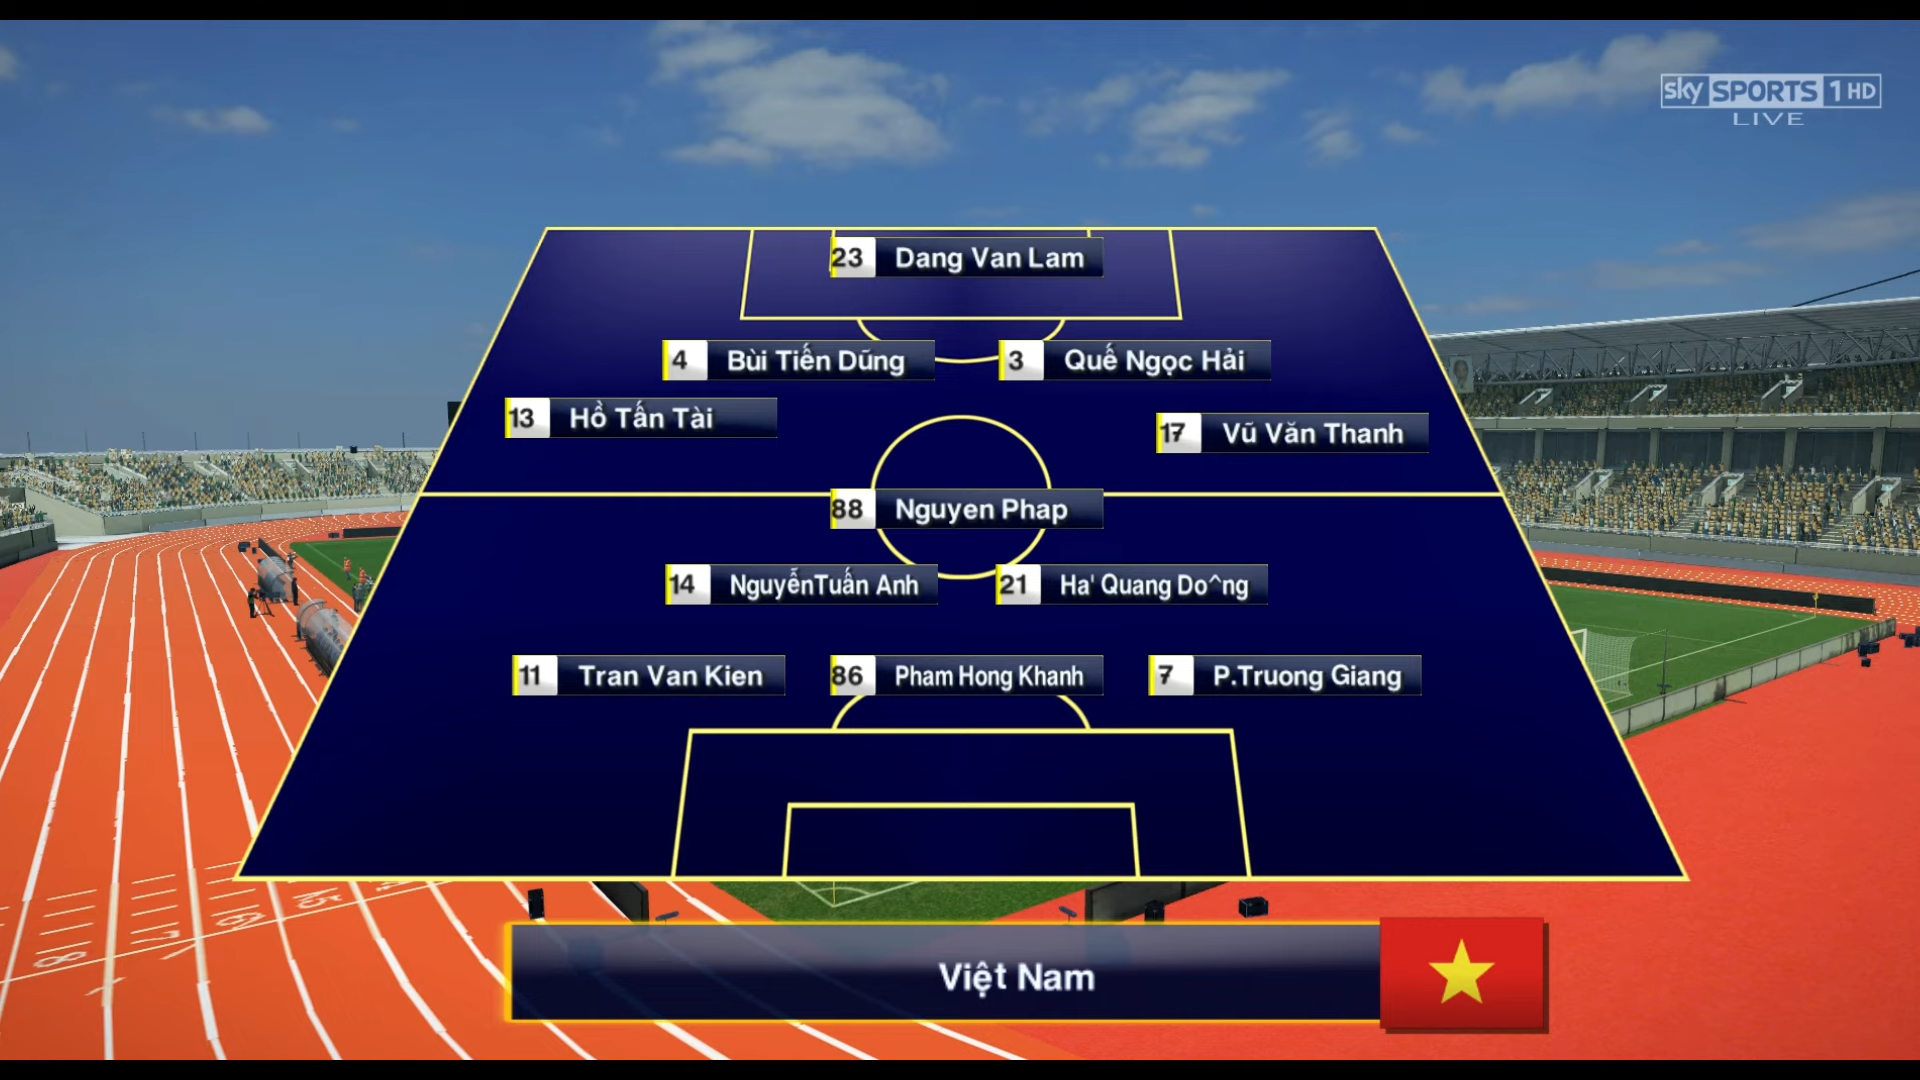 sky SPORTS 1 HD
LIVE
23 Dang Van Lam
4 Bùi Tiến Dũng
3 Quế Ngọc Hải
13 Hồ Tấn Tài
17 Vũ Văn Thanh
88 Nguyen Phap
14 NguyễnTuấn Anh
21 Ha' Quang Do^ng
11 Tran Van Kien
86 Pham Hong Khanh
7 P.Truong Giang
Việt Nam